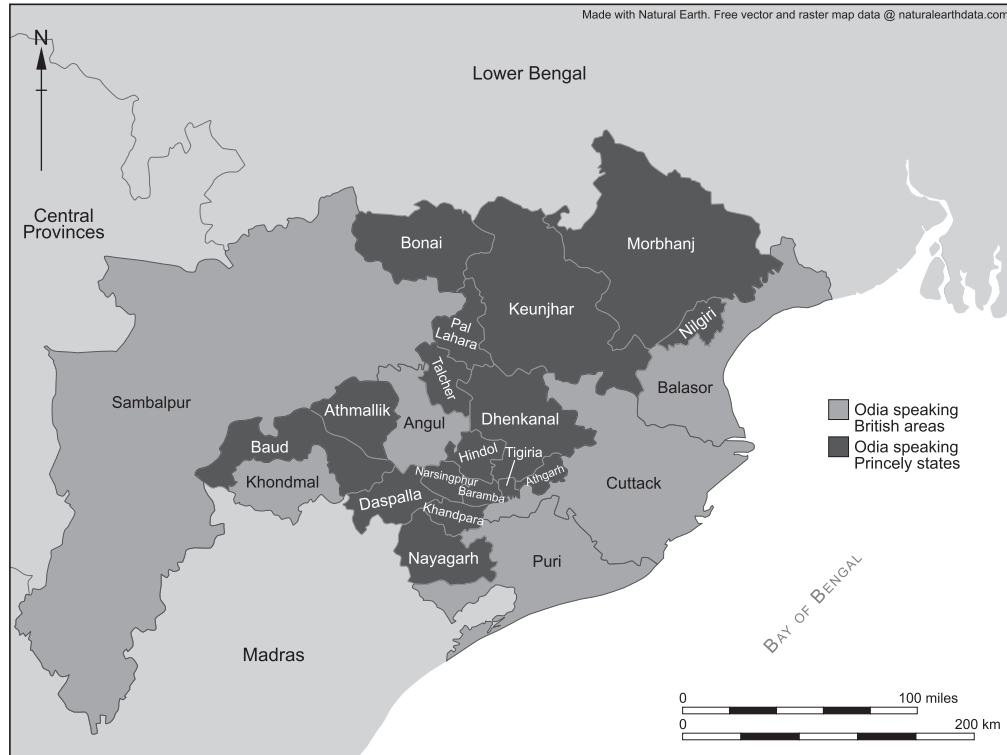 Made with Natural Earth. Free vector and raster map data @ naturalearthdata.com
N
Lower Bengal
Central
Provinces
Bonai
Morbhanj
Keunjhar
Pal
Lahara
Nilgiri
Talcher
Balasor
Sambalpur
Athmallik
Angul
Dhenkanal
Odia speaking
British areas
Odia speaking
Princely states
Baud
Hindol
Tigiria
Khondmal
Narsingphur
Athgarh
Baramba
Cuttack
Daspalla
Khandpara
Nayagarh
Puri
Bay of Bengal
Madras
0
100 miles
0
200 km